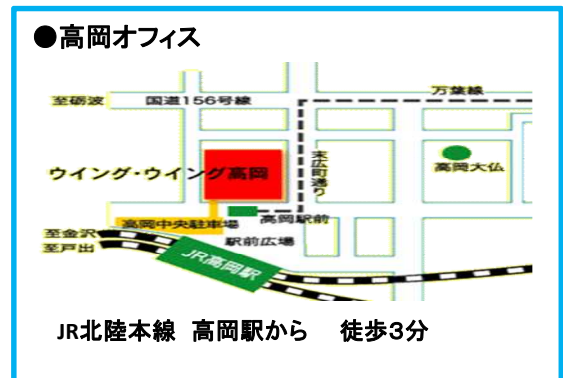 ●高岡オフィス
万葉線
至砺波 国道156号線
末広町通り
高岡大仏
ウイング・ウイング高岡
高岡中央駐車場
高岡駅前
駅前広場
至金沢
至戸出
JR高岡駅
JR北陸本線 高岡駅から 徒歩3分